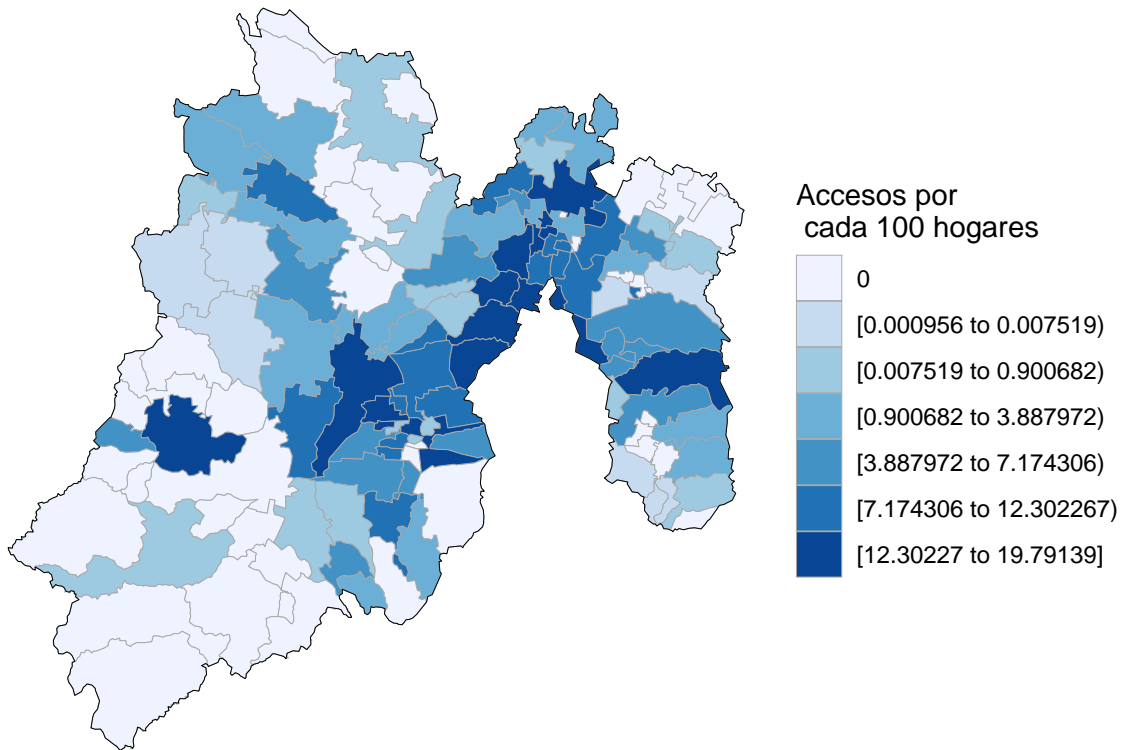 Accesos por
cada 100 hogares
0
[0.000956 to 0.007519)
[0.007519 to 0.900682)
[0.900682 to 3.887972)
[3.887972 to 7.174306)
[7.174306 to 12.302267)
[12.30227 to 19.79139]